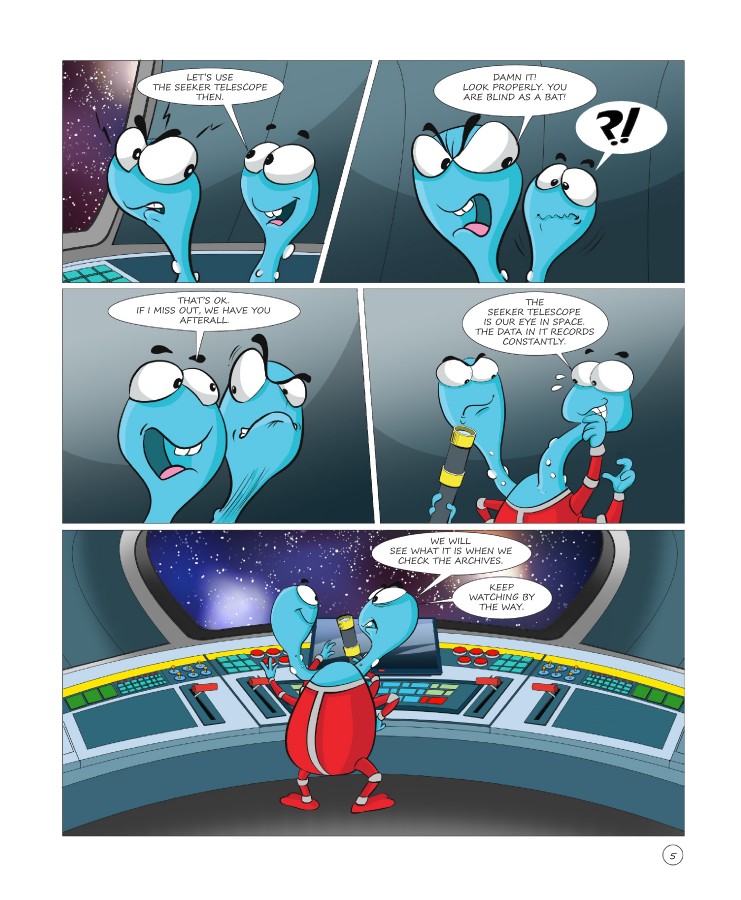 LET'S USE
THE SEEKER TELESCOPE
THEN.
DAMN IT!
LOOK PROPERLY. YOU
ARE BLIND AS A BAT!
?!
THAT'S OK.
IF I MISS OUT, WE HAVE YOU
AFTERALL.
THE
SEEKER TELESCOPE
IS OUR EYE IN SPACE.
THE DATA IN IT RECORDS
CONSTANTLY.
WE WILL
SEE WHAT IT IS WHEN WE
CHECK THE ARCHIVES.
KEEP
WATCHING BY
THE WAY.
5